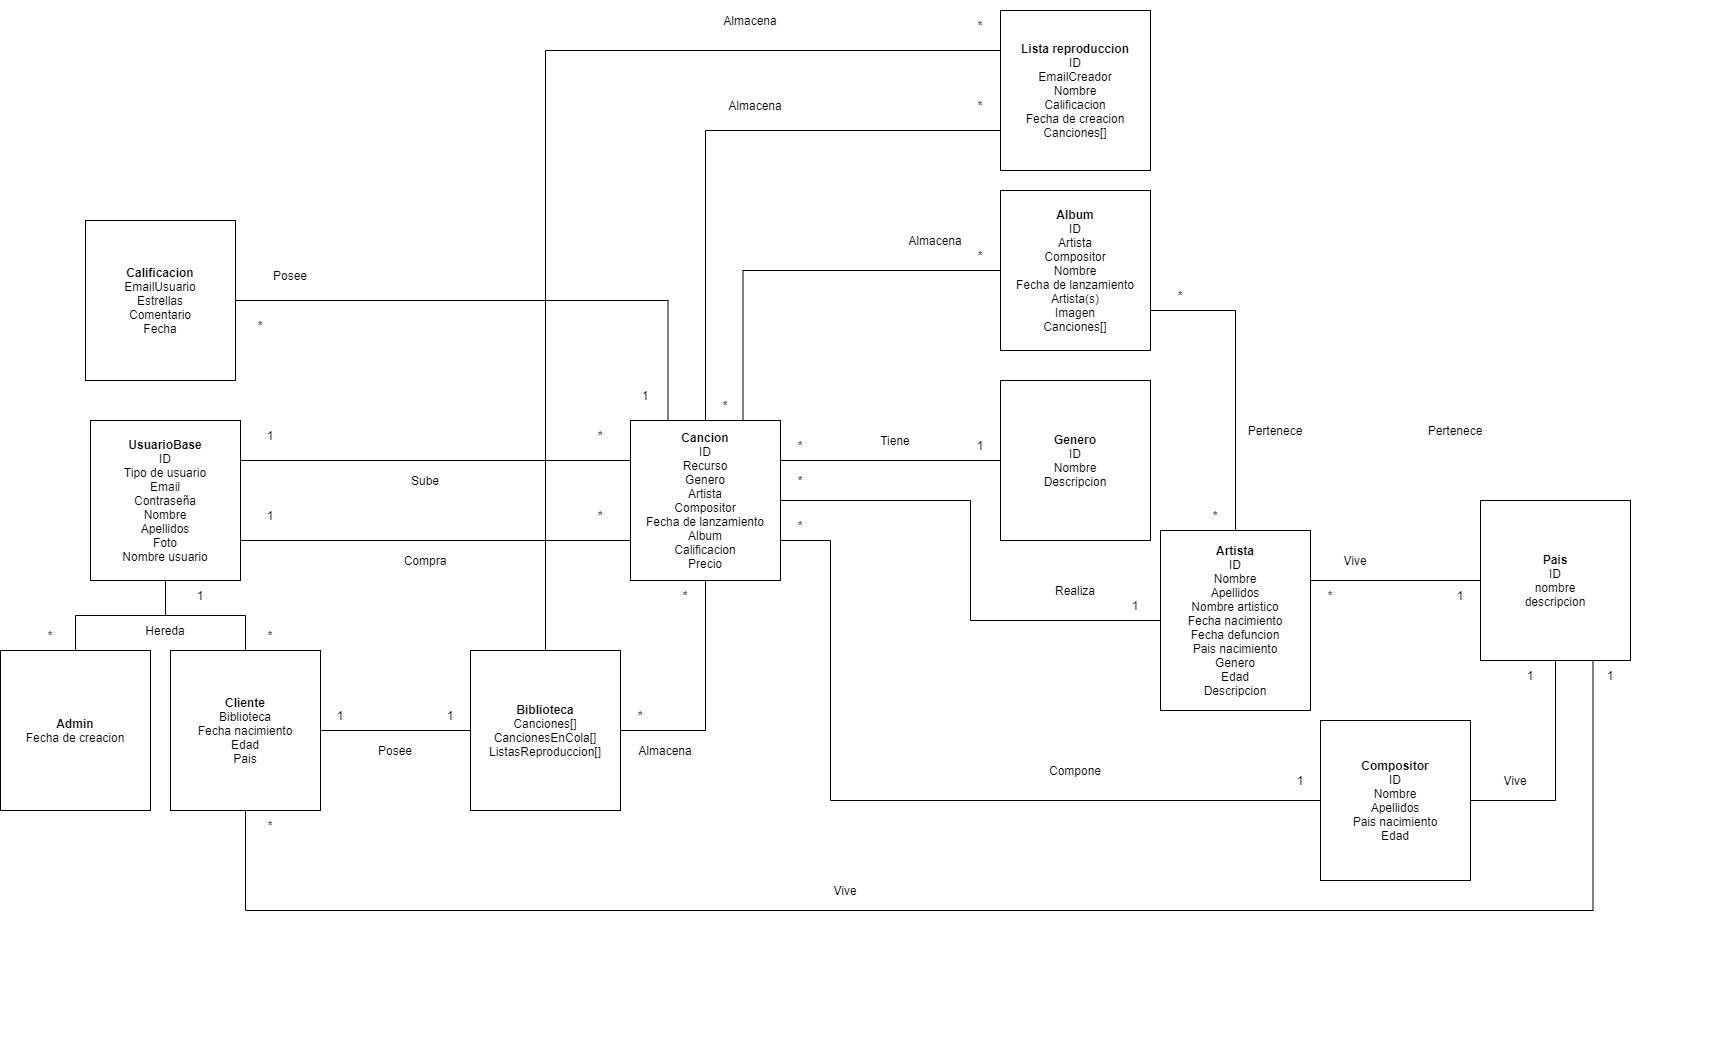 Almacena
*
Lista reproduccion
ID
EmailCreador
Nombre
Calificacion
Fecha de creacion
Canciones[]
Almacena
*
Album
ID
Artista
Compositor
Nombre
Fecha de lanzamiento
Artista(s)
Imagen
Canciones[]
Almacena
*
*
Calificacion
EmailUsuario
Estrellas
Comentario
Fecha
Posee
*
1
*
UsuarioBase
ID
Tipo de usuario
Email
Contraseña
Nombre
Apellidos
Foto
Nombre usuario
1
*
Sube
1
*
Compra
Cancion
ID
Recurso
Genero
Artista
Compositor
Fecha de lanzamiento
Album
Calificacion
Precio
*
Tiene
1
*
*
Genero
ID
Nombre
Descripcion
Pertenece
Pertenece
*
Artista
ID
Nombre
Apellidos
Nombre artistico
Fecha nacimiento
Fecha defuncion
Pais nacimiento
Genero
Edad
Descripcion
Realiza
1
Vive
*
1
Pais
ID
nombre
descripcion
1
1
1
Hereda
*
*
Admin
Fecha de creacion
Cliente
Biblioteca
Fecha nacimiento
Edad
Pais
1
1
Posee
Biblioteca
Canciones[]
CancionesEnCola[]
ListasReproduccion[]
*
*
Almacena
Compone
1
Compositor
ID
Nombre
Apellidos
Pais nacimiento
Edad
Vive
*
Vive